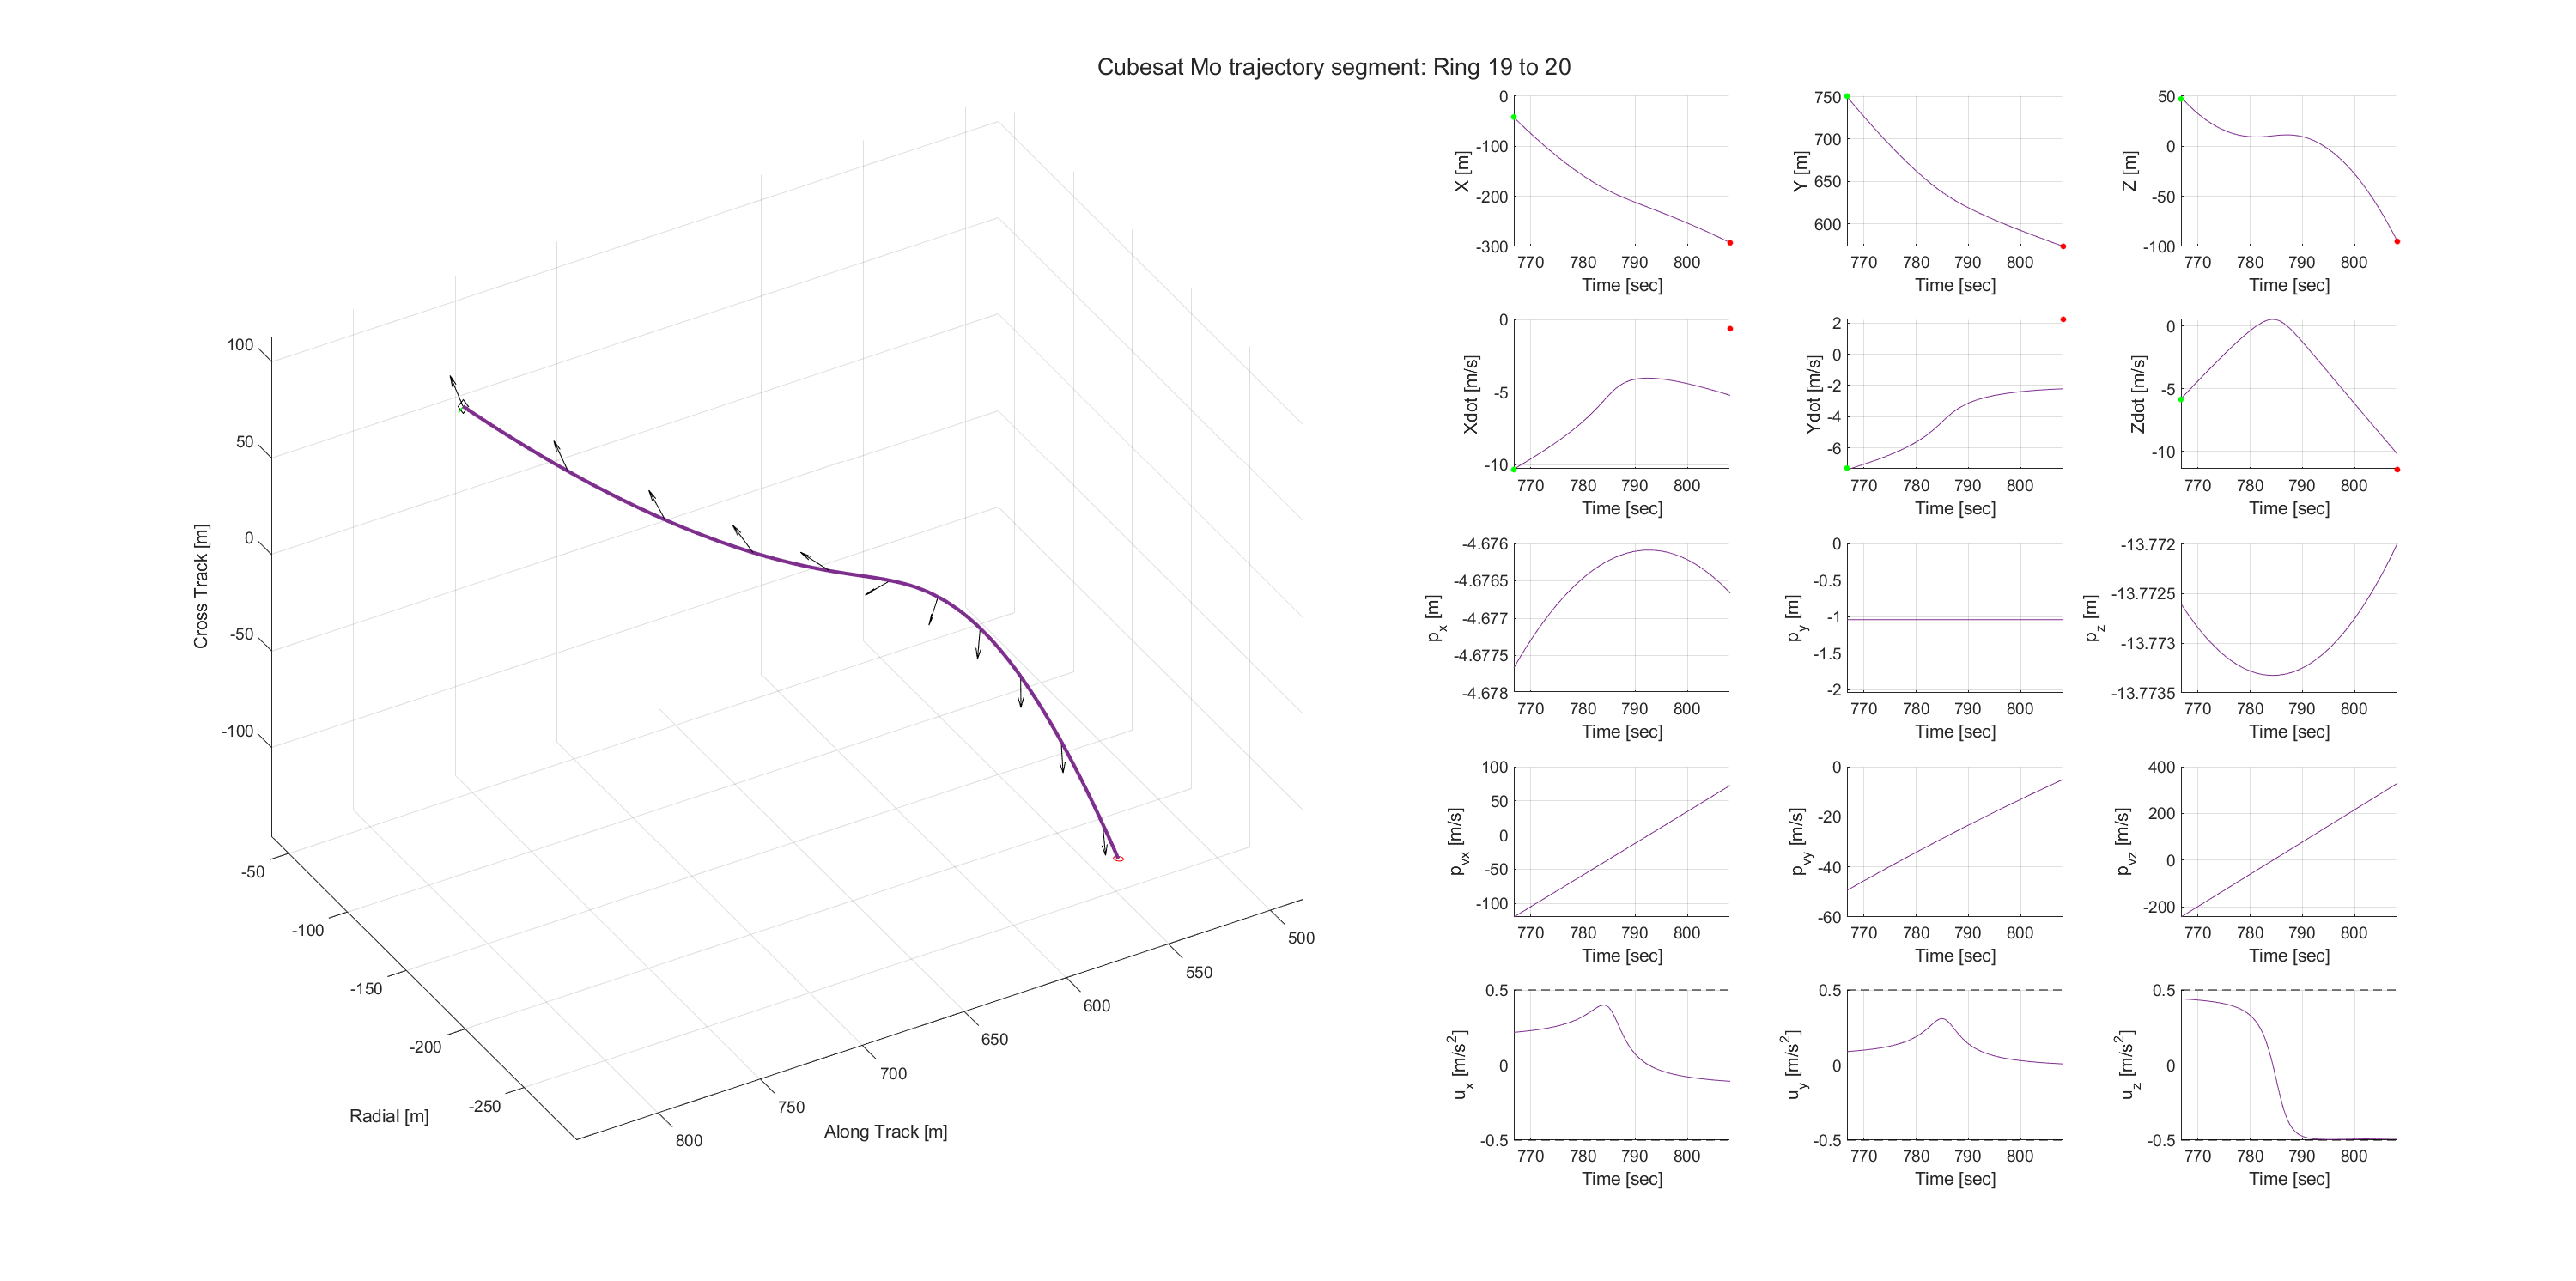 Cubesat Mo trajectory segment: Ring 19 to 20
100
50
0
-50
-100
Cross Track [m]
-50
-100
-150
-200
-250
Radial [m]
800
750
700
650
600
550
500
Along Track [m]
0
-100
-200
-300
X [m]
770 780 790 800
Time [sec]
750
700
650
600
Y [m]
770 780 790 800
Time [sec]
50
0
-50
-100
Z [m]
770 780 790 800
Time [sec]
0
-5
-10
Xdot [m/s]
770 780 790 800
Time [sec]
2
0
-2
-4
-6
Ydot [m/s]
770 780 790 800
Time [sec]
0
-5
-10
Zdot [m/s]
770 780 790 800
Time [sec]
-4.676
-4.6765
-4.677
-4.6775
-4.678
p_x [m]
770 780 790 800
Time [sec]
0
-0.5
-1
-1.5
-2
p_y [m]
770 780 790 800
Time [sec]
-13.772
-13.7725
-13.773
-13.7735
p_z [m]
770 780 790 800
Time [sec]
100
50
0
-50
-100
p_vx [m/s]
770 780 790 800
Time [sec]
0
-20
-40
-60
p_vy [m/s]
770 780 790 800
Time [sec]
400
200
0
-200
p_vz [m/s]
770 780 790 800
Time [sec]
0.5
0
-0.5
u_x [m/s²]
770 780 790 800
Time [sec]
0.5
0
-0.5
u_y [m/s²]
770 780 790 800
Time [sec]
0.5
0
-0.5
u_z [m/s²]
770 780 790 800
Time [sec]